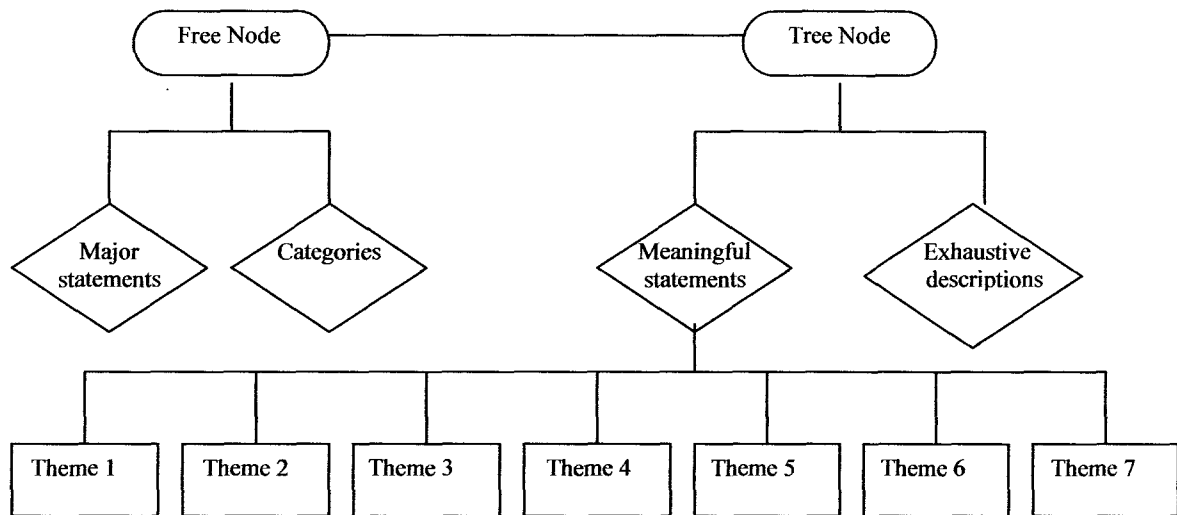 Free Node
Tree Node
Major
statements
Categories
Meaningful
statements
Exhaustive
descriptions
Theme 1
Theme 2
Theme 3
Theme 4
Theme 5
Theme 6
Theme 7